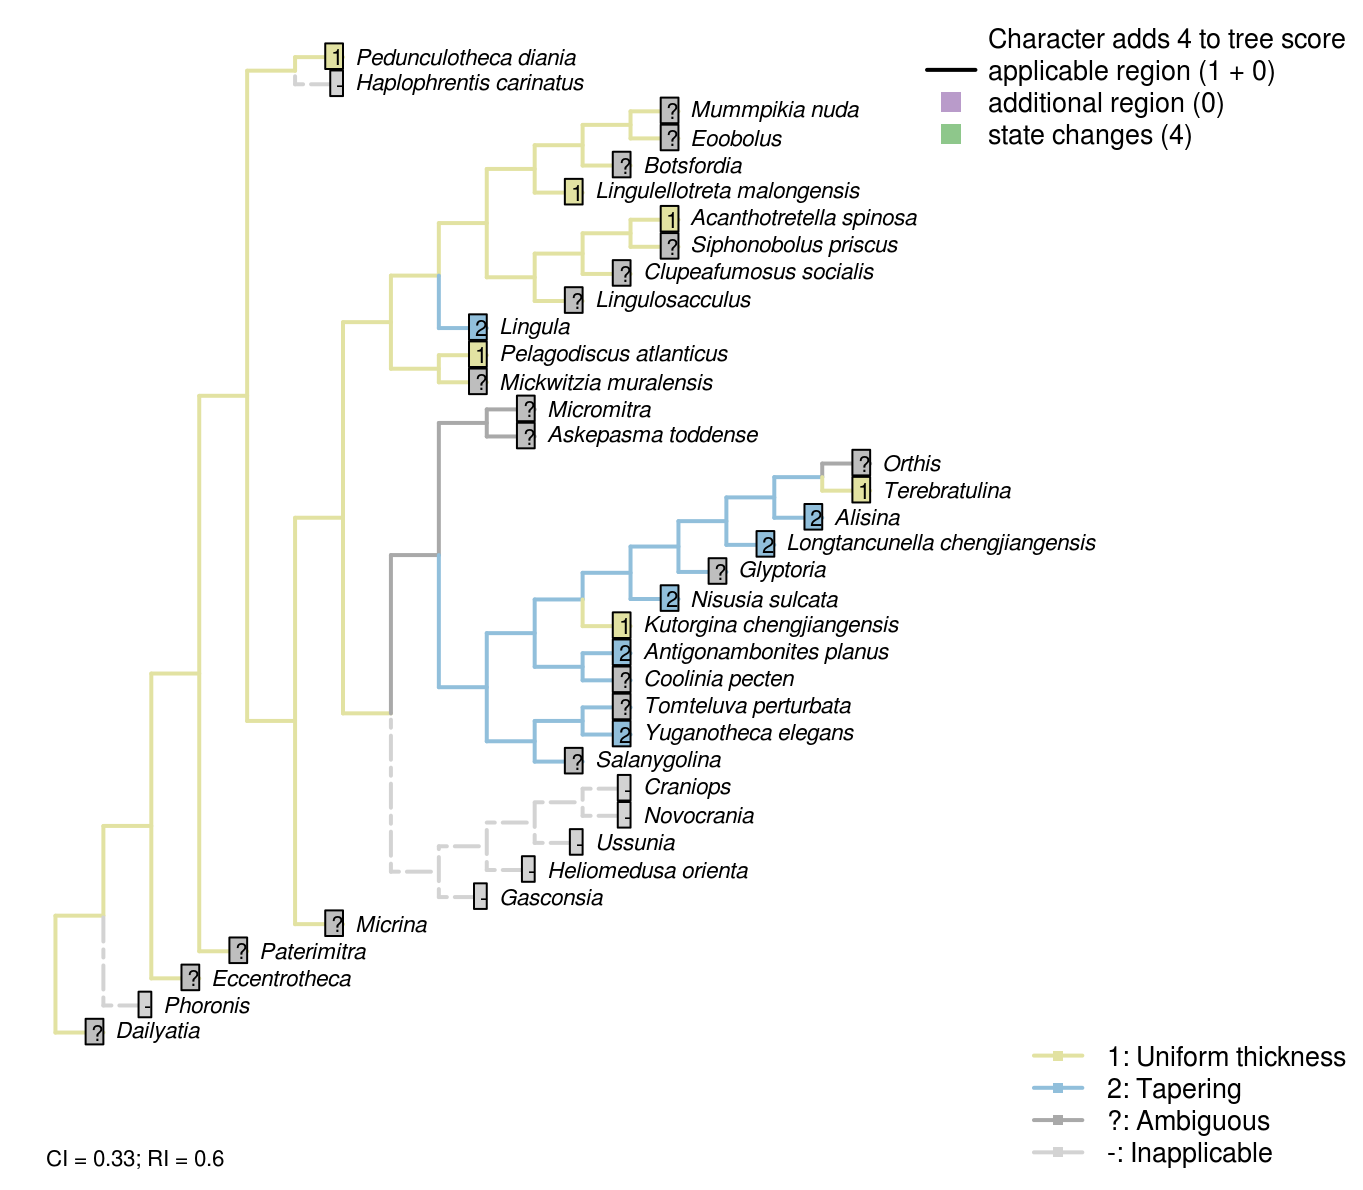 Character adds 4 to tree score
applicable region (1 + 0)
additional region (0)
state changes (4)
1 Pedunculotheca diania
- Haplophrentis carinatus
? Mummpikia nuda
? Eoobolus
? Botsfordia
1 Lingulellotreta malongensis
1 Acanthotretella spinosa
? Siphonobolus priscus
? Clupeafumosus socialis
? Lingulosacculus
2 Lingula
1 Pelagodiscus atlanticus
? Mickwitzia muralensis
? Micromitra
? Askepasma toddense
? Orthis
1 Terebratulina
2 Alisina
2 Longtancunella chengjiangensis
? Glyptoria
2 Nisusia sulcata
1 Kutorgina chengjiangensis
2 Antigonambonites planus
? Coolinia pecten
? Tomteluva perturbata
2 Yuganotheca elegans
? Salanygolina
- Craniops
- Novocrania
- Ussunia
- Heliomedusa orienta
- Gasconsia
? Micrina
? Paterimitra
? Eccentrotheca
- Phoronis
? Dailyatia
1: Uniform thickness
2: Tapering
?: Ambiguous
-: Inapplicable
CI = 0.33; RI = 0.6